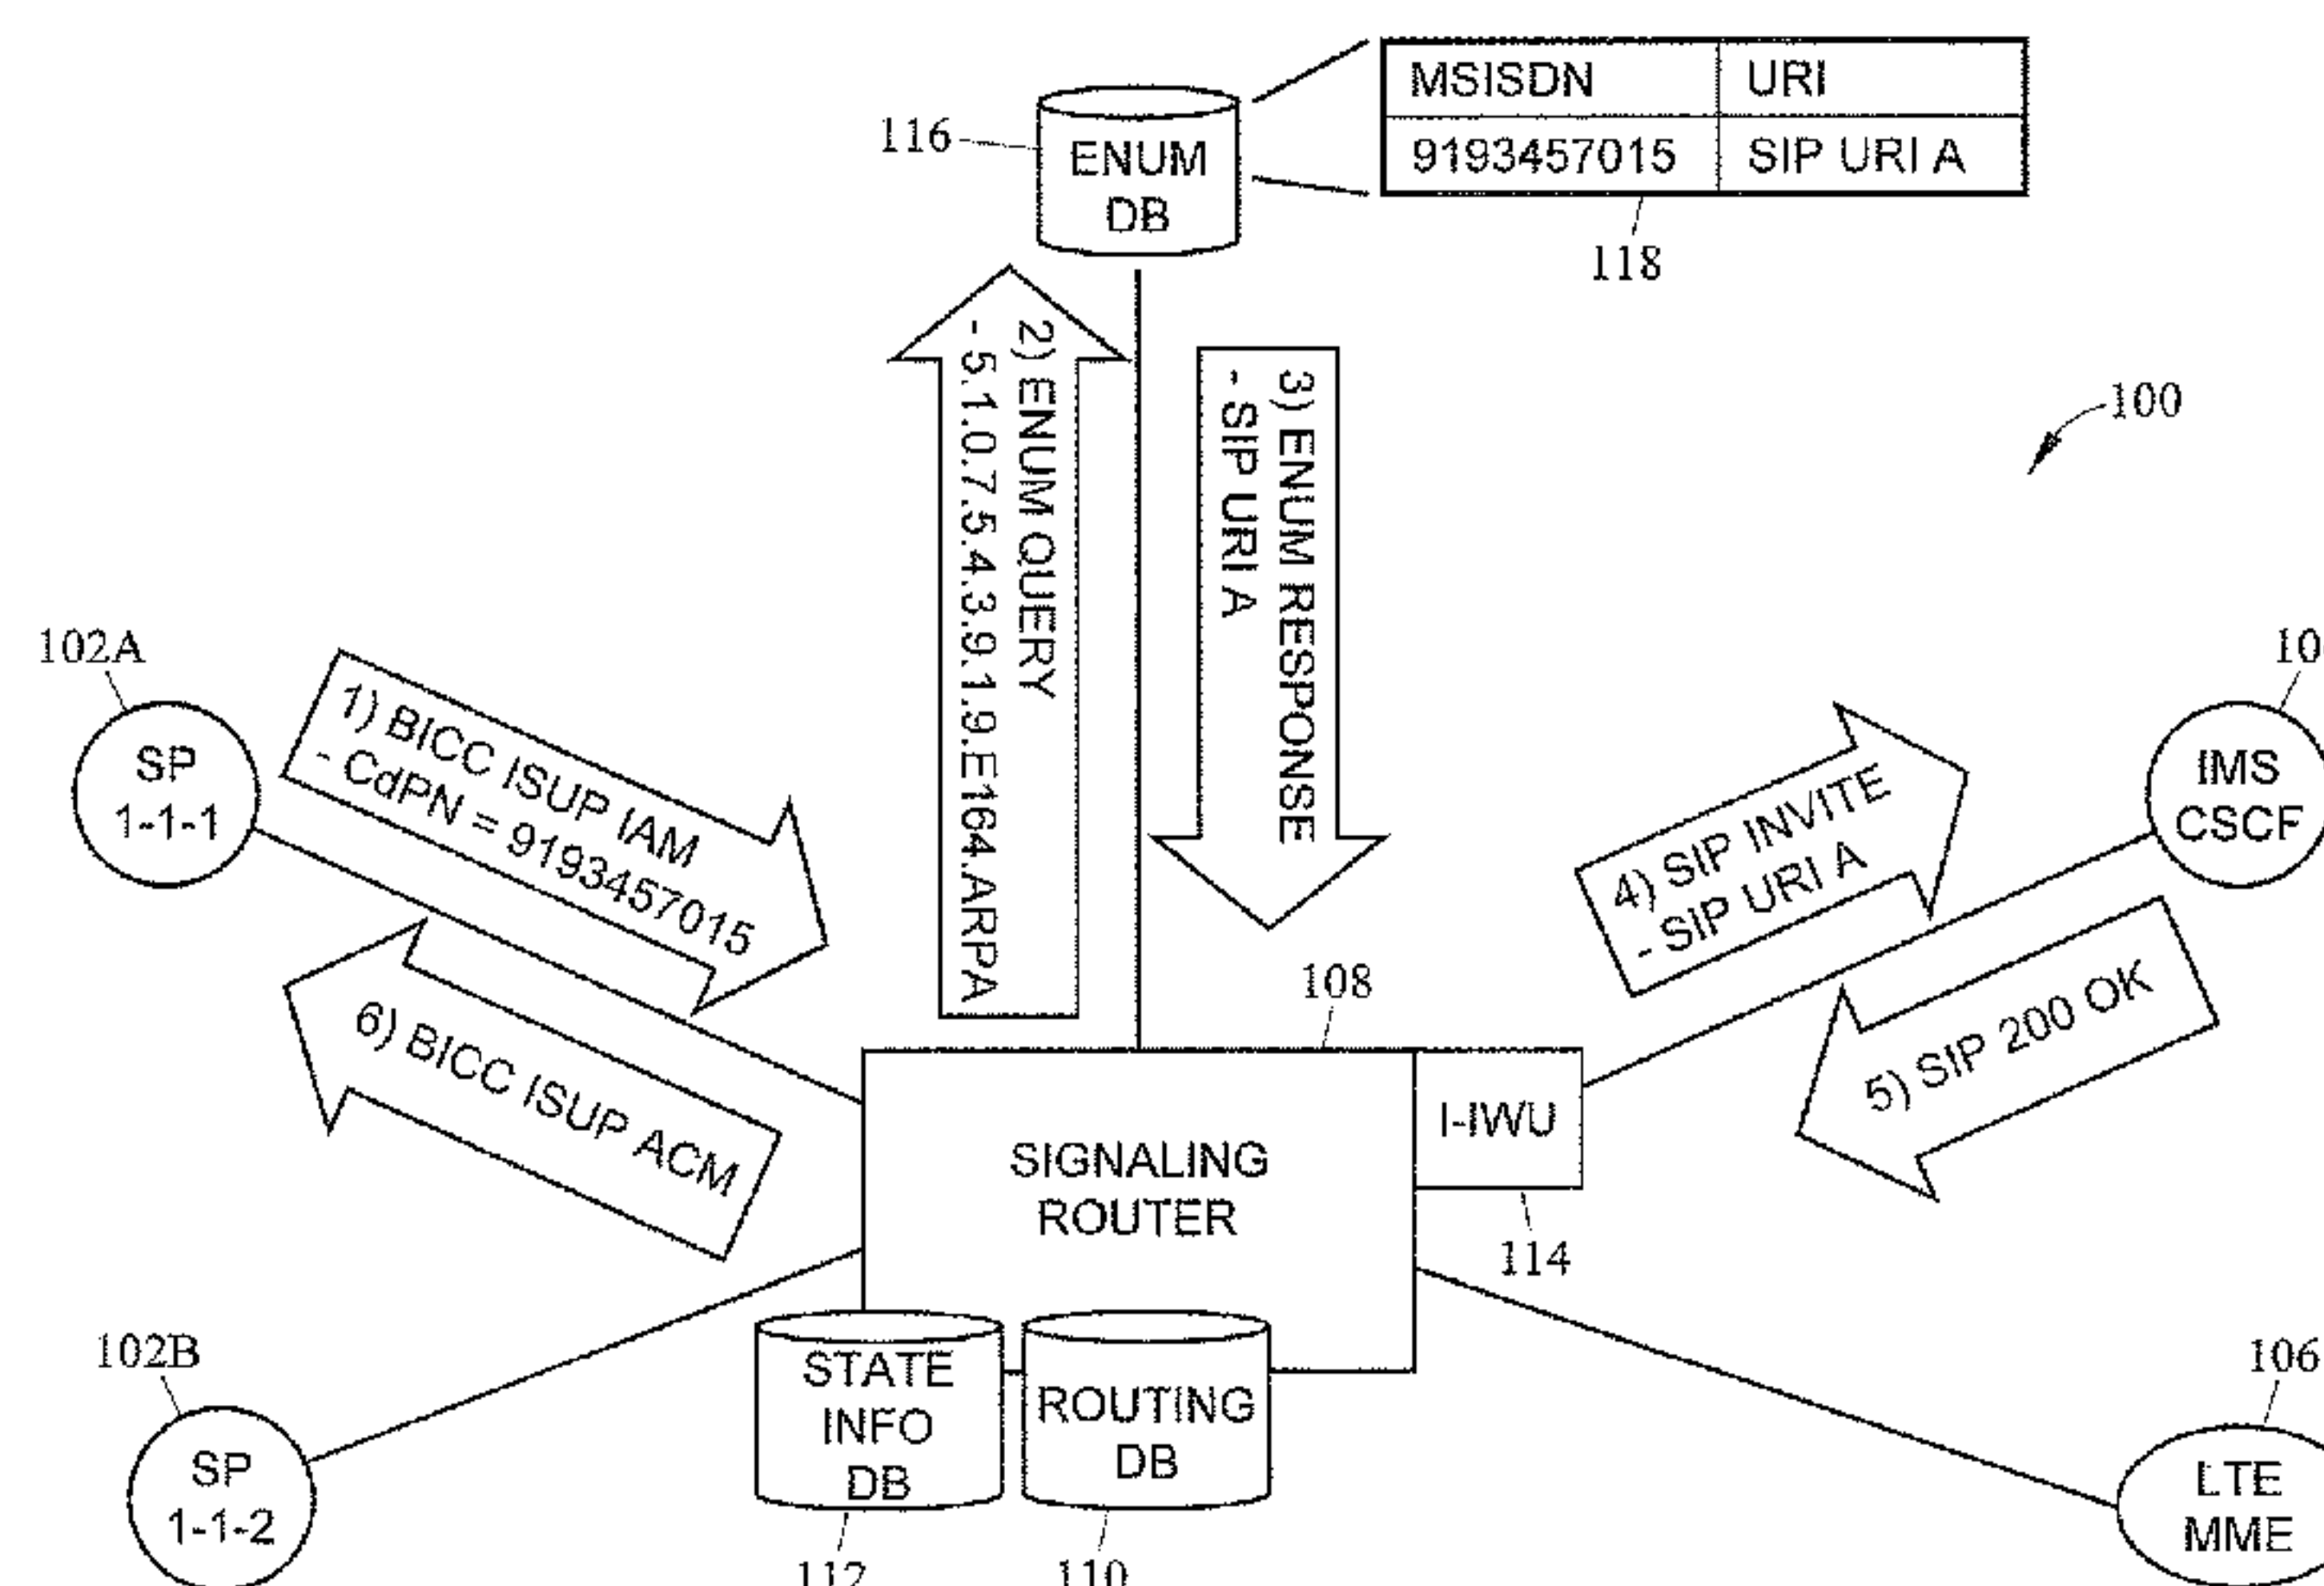 MSISDN URI
9193457015 SIP URI A
118
116
ENUM
DB
2) ENUM QUERY
- 5.1.0.7.5.4.3.9.1.9.E164.ARPA
3) ENUM RESPONSE
- SIP URI A
100
102A
SP
1-1-1
1) BICC ISUP IAM
- CdPN = 9193457015
6) BICC ISUP ACM
4) SIP INVITE
- SIP URI A
5) SIP 200 OK
10
IMS
CSCF
108
SIGNALING
ROUTER
I-IWU
114
102B
SP
1-1-2
STATE
INFO
DB
112
ROUTING
DB
110
106
LTE
MME